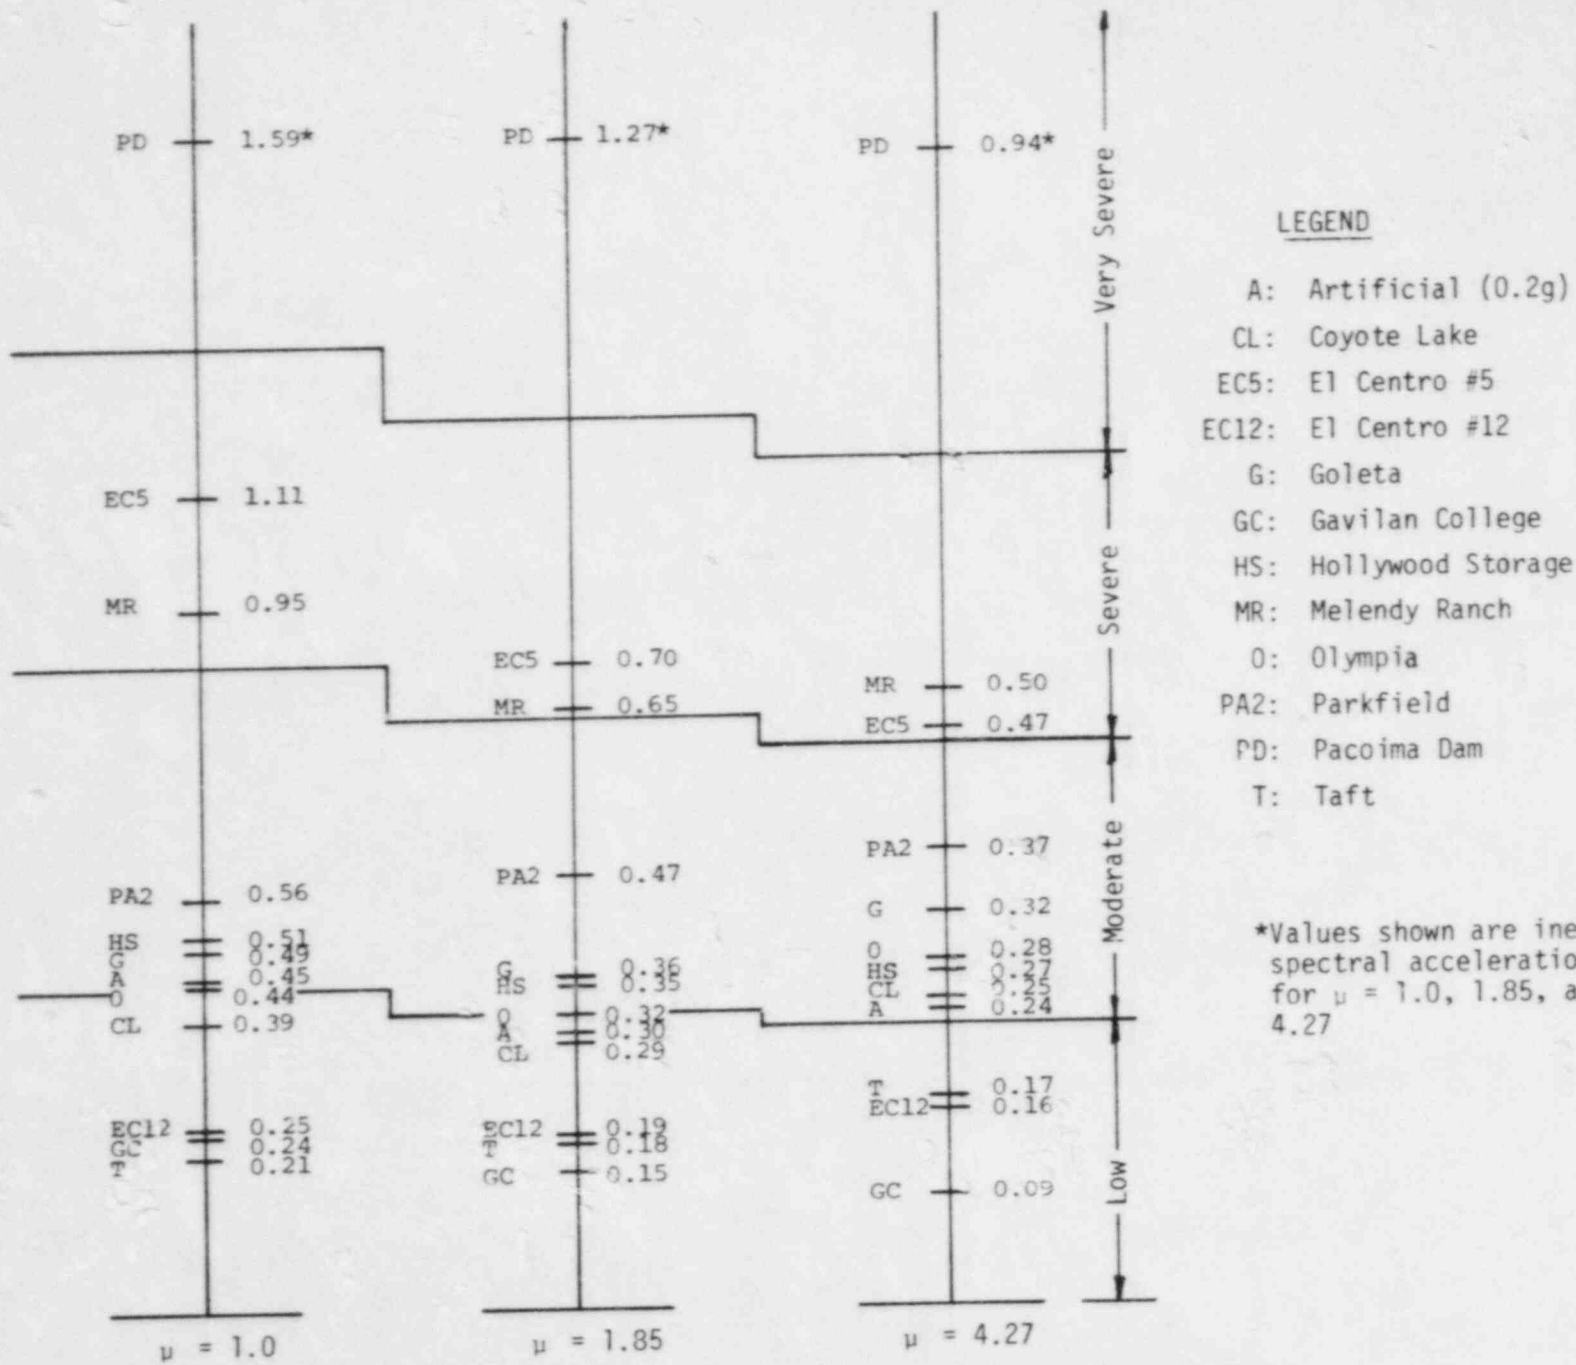 PD 1.59*
EC5 1.11
MR 0.95
PA2 0.56
HS 0.51
G 0.49
A 0.45
O 0.44
CL 0.39
EC12 0.25
GC 0.24
T 0.21
μ = 1.0
PD 1.27*
EC5 0.70
MR 0.65
PA2 0.47
G 0.36
HS 0.35
O 0.32
A 0.30
CL 0.29
EC12 0.19
T 0.18
GC 0.15
μ = 1.85
PD 0.94*
MR 0.50
EC5 0.47
PA2 0.37
G 0.32
O 0.28
HS 0.27
CL 0.25
A 0.24
T 0.17
EC12 0.16
GC 0.09
μ = 4.27
Very Severe
Severe
Moderate
Low
LEGEND
A: Artificial (0.2g)
CL: Coyote Lake
EC5: El Centro #5
EC12: El Centro #12
G: Goleta
GC: Gavilan College
HS: Hollywood Storage
MR: Melendy Ranch
O: Olympia
PA2: Parkfield
PD: Pacoima Dam
T: Taft
*Values shown are ine
spectral acceleratio
for μ = 1.0, 1.85, a
4.27